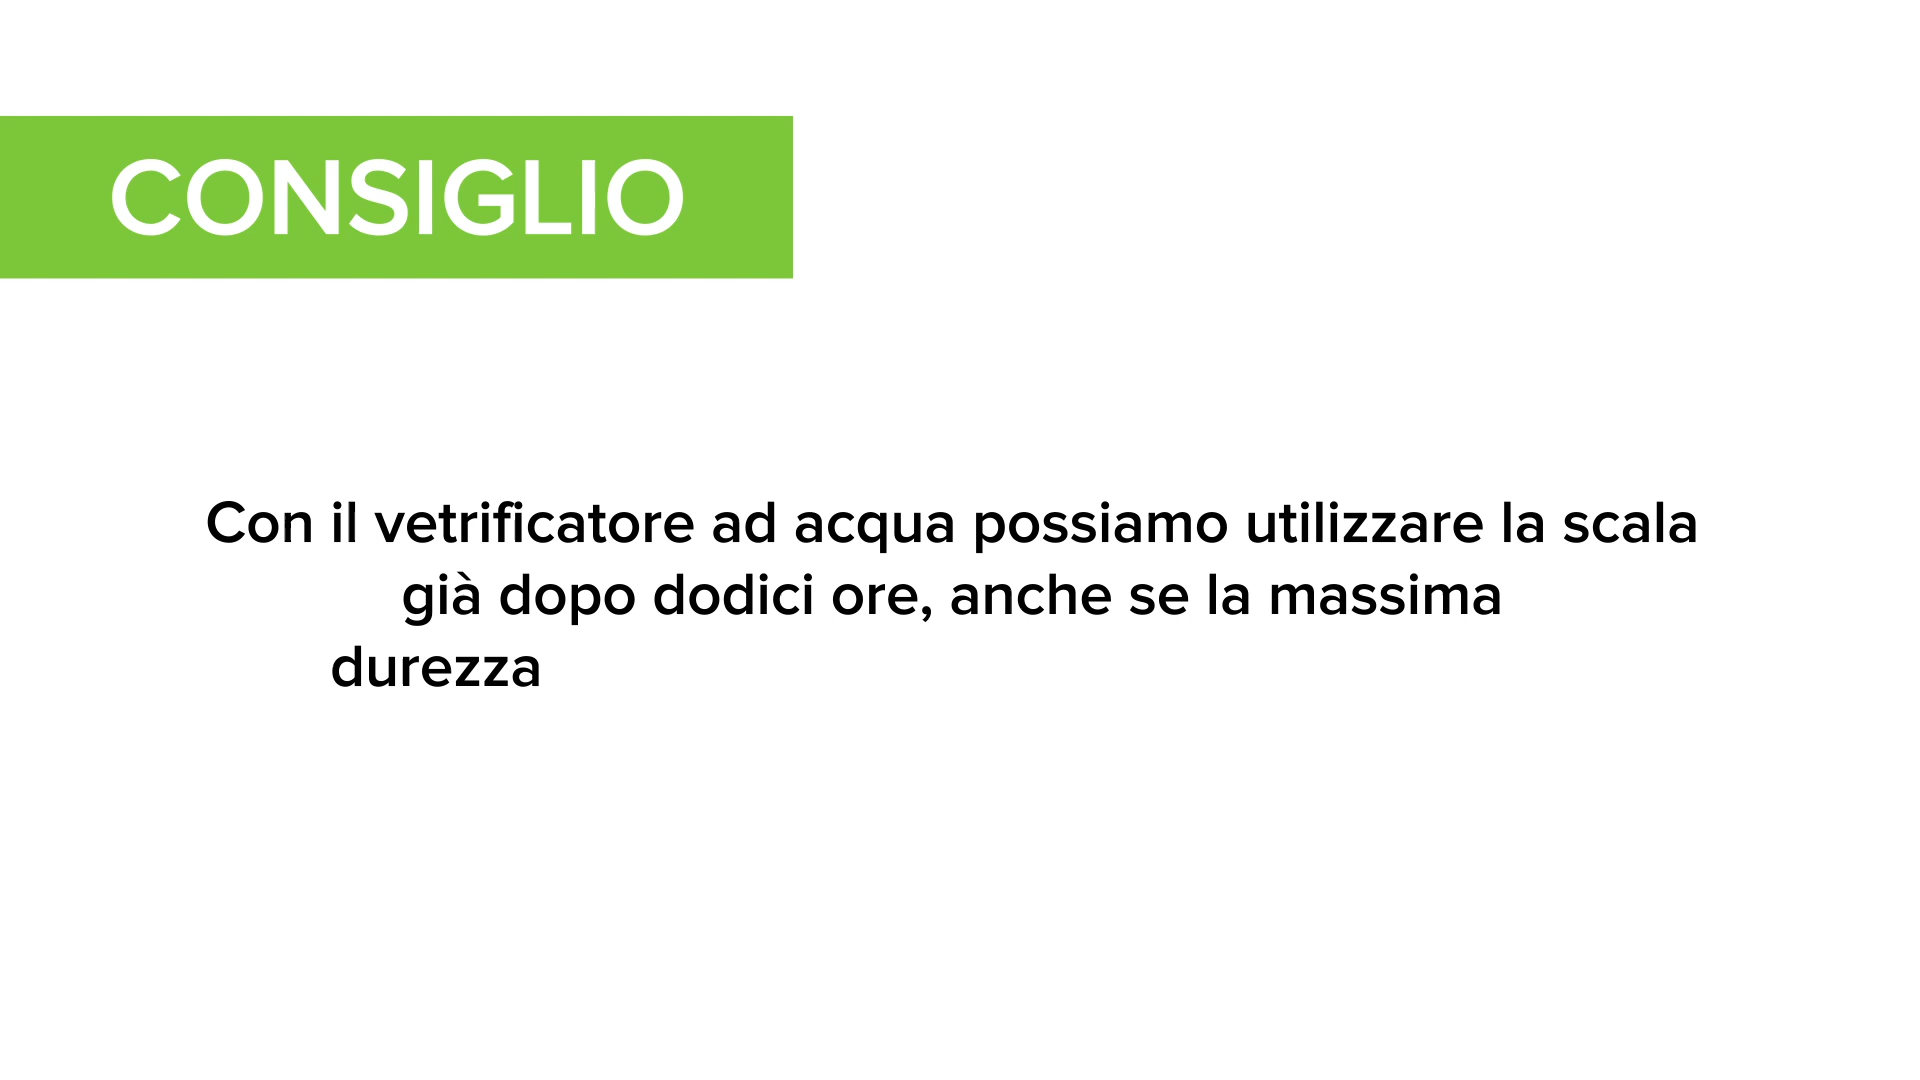 CONSIGLIO
Con il vetrificatore ad acqua possiamo utilizzare la scala
già dopo dodici ore, anche se la massima
durezza